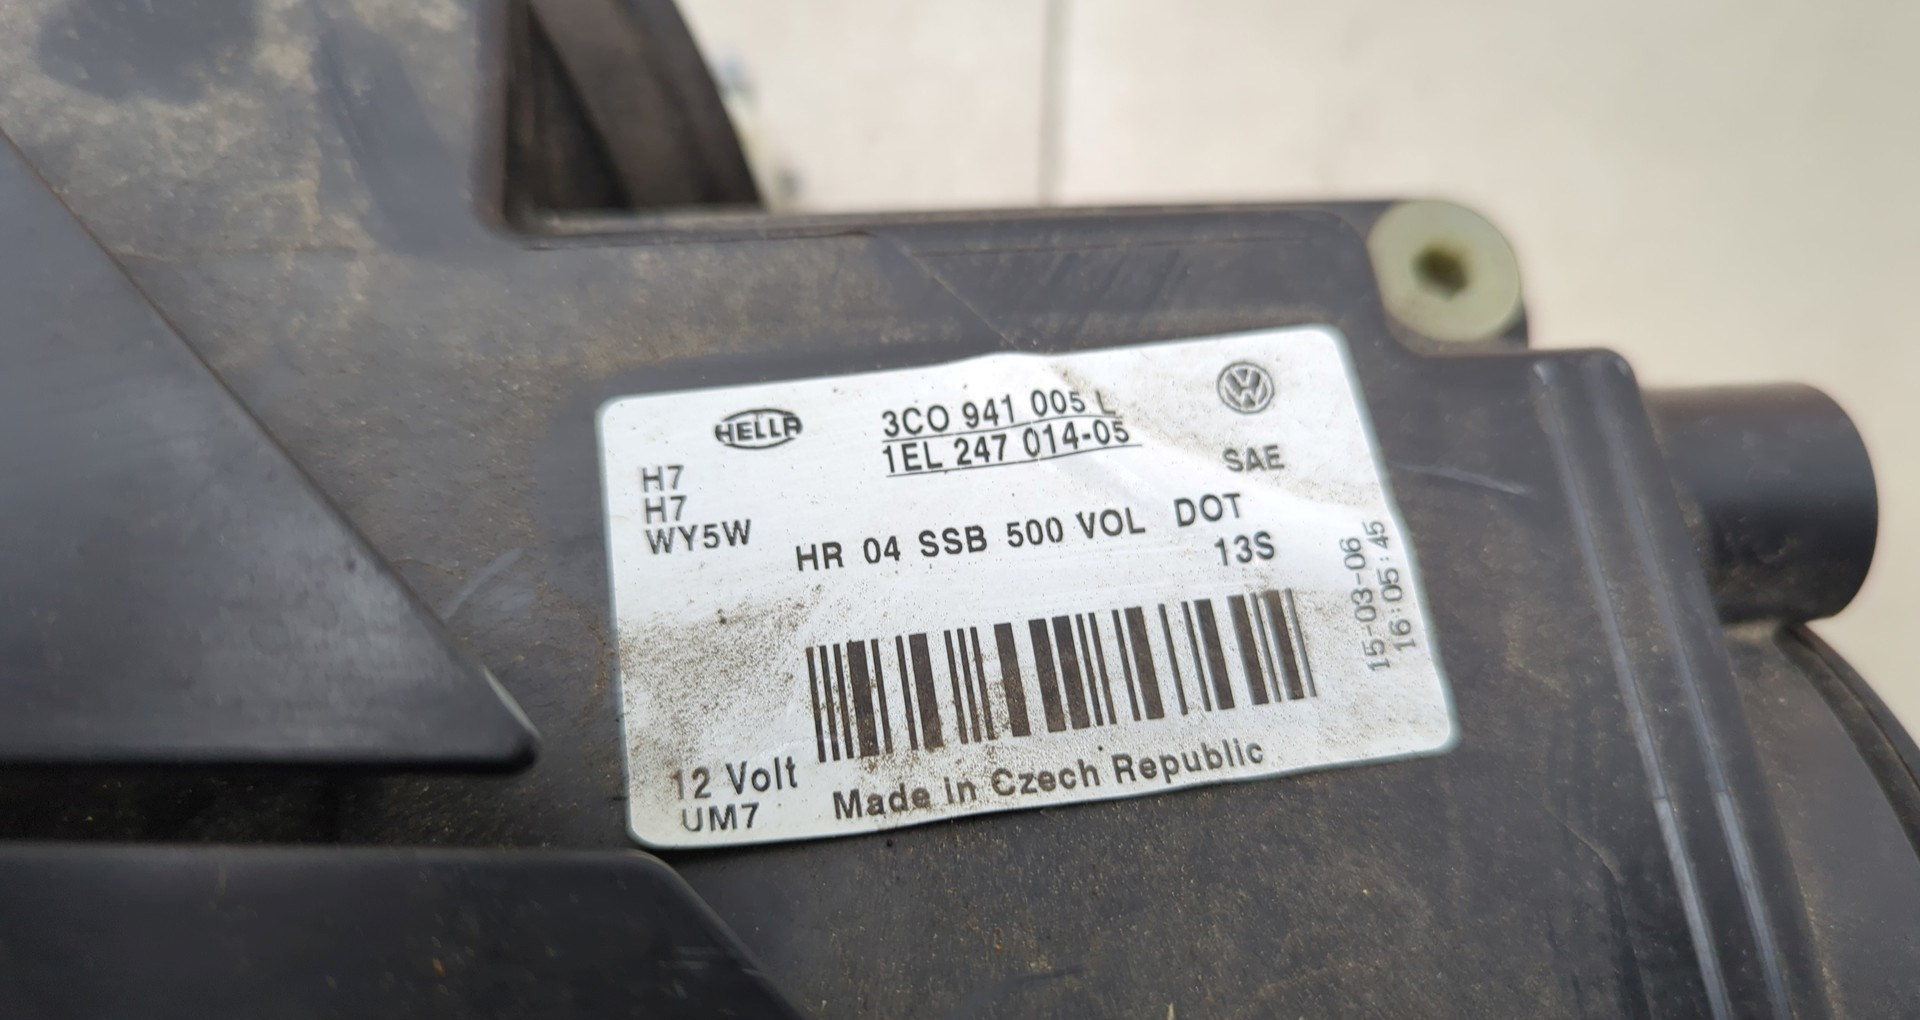 HELLA
3C0 941 005 L
1EL 247 014-05
VW
SAE
H7
H7
WY5W
HR 04 SSB 500 VOL DOT
13S
15-03-06
16:05:45
12 Volt
UM7
Made in Czech Republic